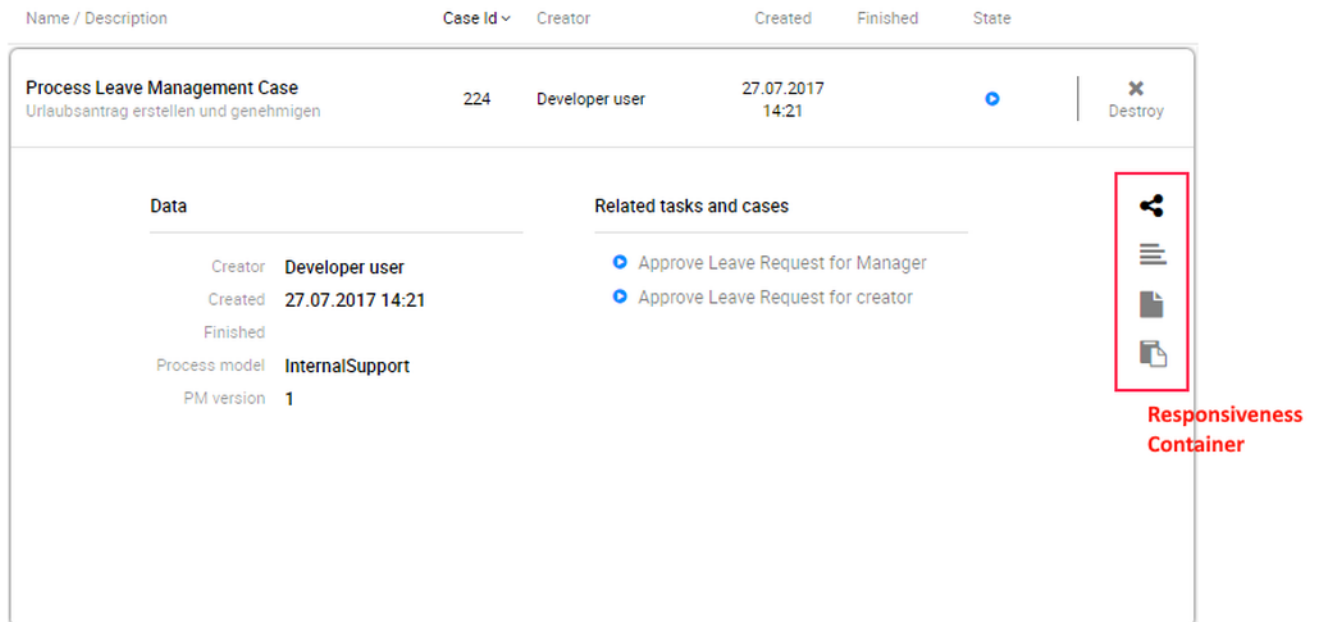 Name / Description Case Id Creator Created Finished State
Process Leave Management Case
Urlaubsantrag erstellen und genehmigen
224 Developer user
27.07.2017
14:21
Destroy
Data
Creator Developer user
Created 27.07.2017 14:21
Finished
Process model InternalSupport
PM version 1
Related tasks and cases
Approve Leave Request for Manager
Approve Leave Request for creator
Responsiveness
Container